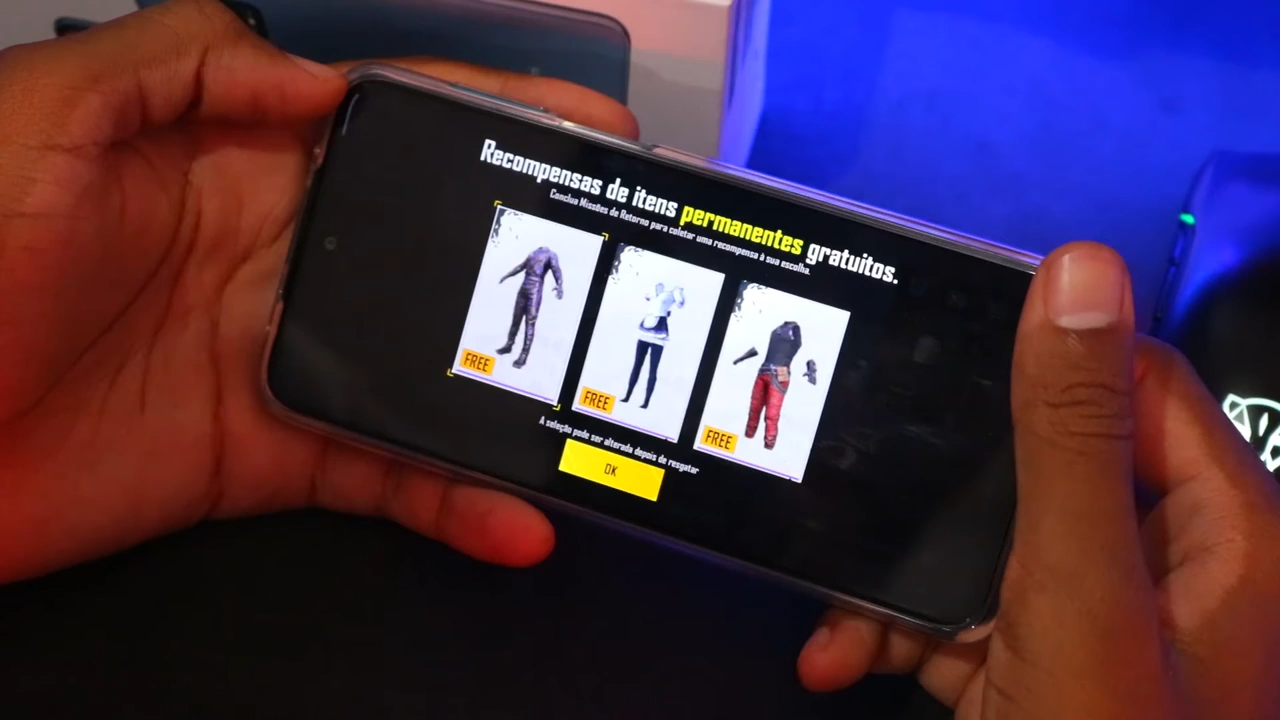 Recompensas de itens permanentes gratuitos.
Conclua Missões de Retorno para coletar uma recompensa à sua escolha.
FREE
FREE
FREE
A seleção pode ser alterada depois de resgatar
OK